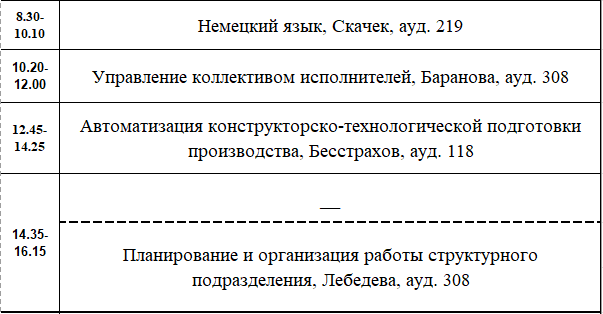 8.30-
10.10
Немецкий язык, Скачек, ауд. 219
10.20-
12.00
Управление коллективом исполнителей, Баранова, ауд. 308
12.45-
14.25
Автоматизация конструкторско-технологической подготовки
производства, Бесстрахов, ауд. 118
14.35-
16.15
—
Планирование и организация работы структурного
подразделения, Лебедева, ауд. 308